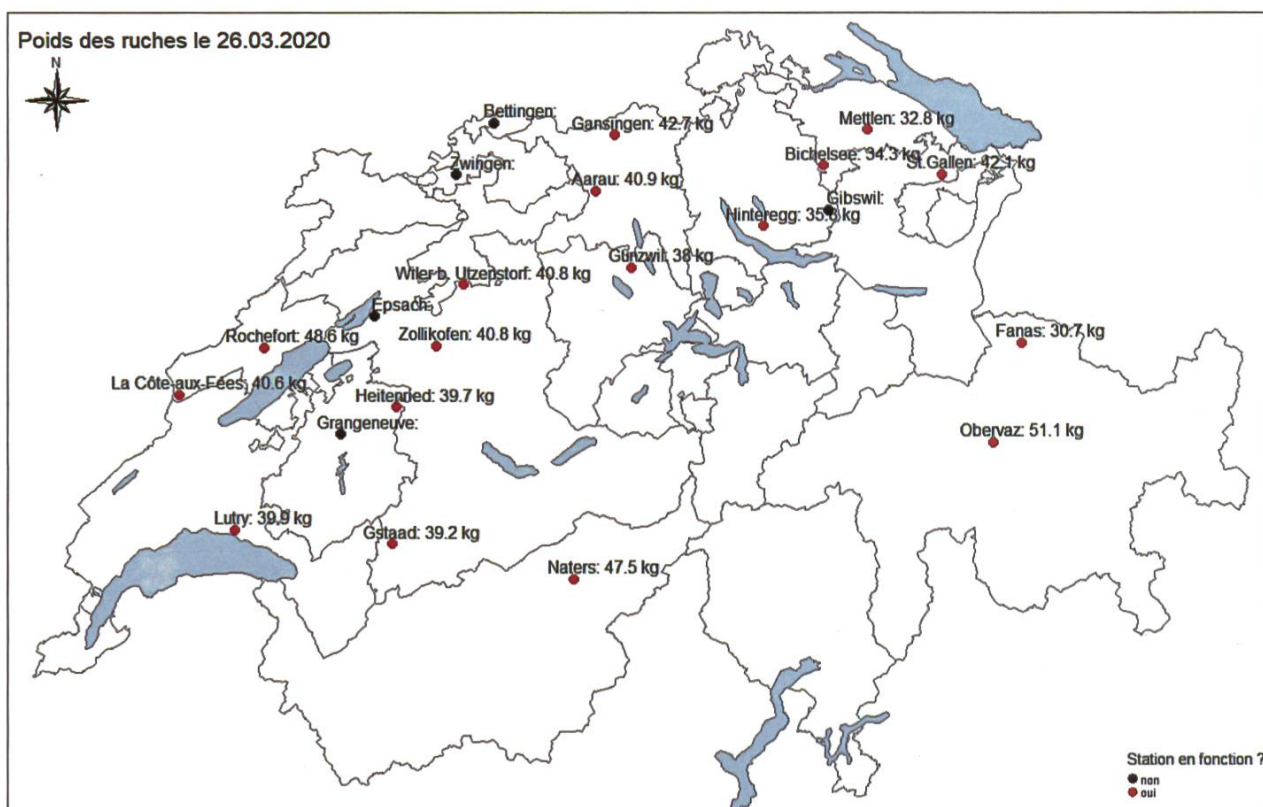 Poids des ruches le 26.03.2020
N
Bettingen:
Gansingen: 42.7 kg
Mettlen: 32.8 kg
Zwingen:
Bichelsee: 34.3 kg
St.Gallen: 42.1 kg
Aarau: 40.9 kg
Gibswil:
Hinteregg: 35.8 kg
Gunzwil: 38 kg
Wiler b. Utzenstorf: 40.8 kg
Epsach:
Rochefort: 48.6 kg
Zollikofen: 40.8 kg
Fanas: 30.7 kg
La Côte-aux-Fées: 40.6 kg
Heitenried: 39.7 kg
Grangeneuve:
Obervaz: 51.1 kg
Lutry: 39.9 kg
Gstaad: 39.2 kg
Naters: 47.5 kg
Station en fonction ?
non
oui